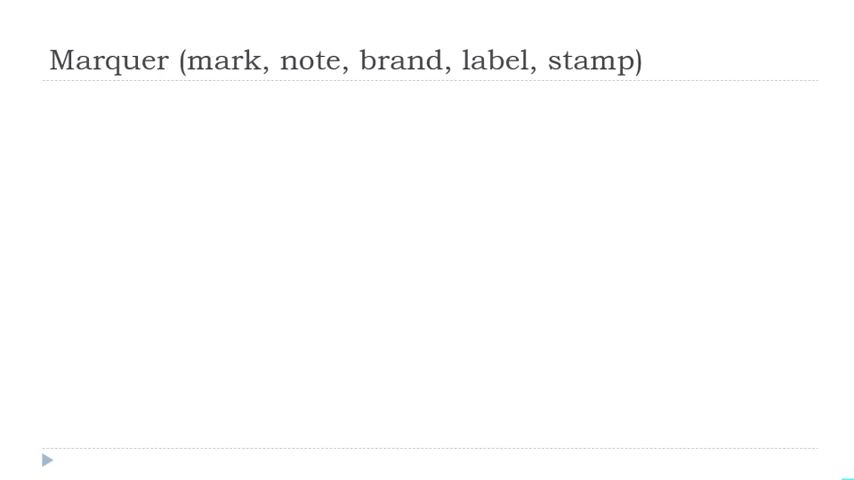 Marquer (mark, note, brand, label, stamp)